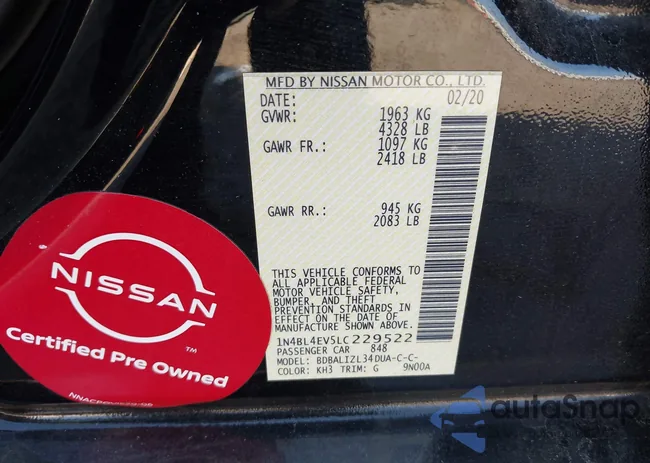 MFD BY NISSAN MOTOR CO., LTD.
DATE: 02/20
GVWR: 1963 KG
4328 LB
GAWR FR.: 1097 KG
2418 LB
GAWR RR.: 945 KG
2083 LB
THIS VEHICLE CONFORMS TO
ALL APPLICABLE FEDERAL
MOTOR VEHICLE SAFETY,
BUMPER, AND THEFT
PREVENTION STANDARDS IN
EFFECT ON THE DATE OF
MANUFACTURE SHOWN ABOVE.
1N4BL4EV5LC229522
PASSENGER CAR 848
MODEL: BDBALIZL34DUA-C-C-
COLOR: KH3 TRIM: G 9N00A
NISSAN
TM
Certified Pre Owned
autoSnap